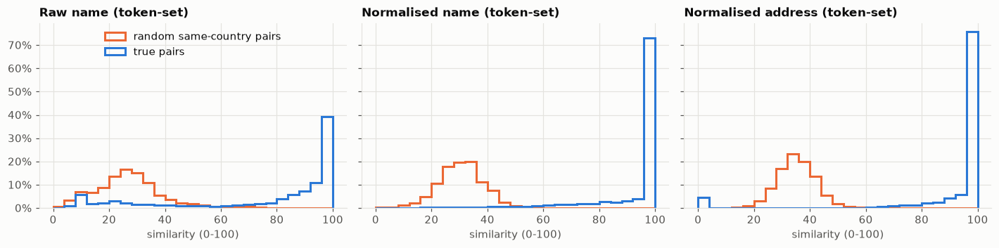 Raw name (token-set)
random same-country pairs
true pairs
70%
60%
50%
40%
30%
20%
10%
0%
0 20 40 60 80 100
similarity (0-100)
Normalised name (token-set)
0 20 40 60 80 100
similarity (0-100)
Normalised address (token-set)
0 20 40 60 80 100
similarity (0-100)